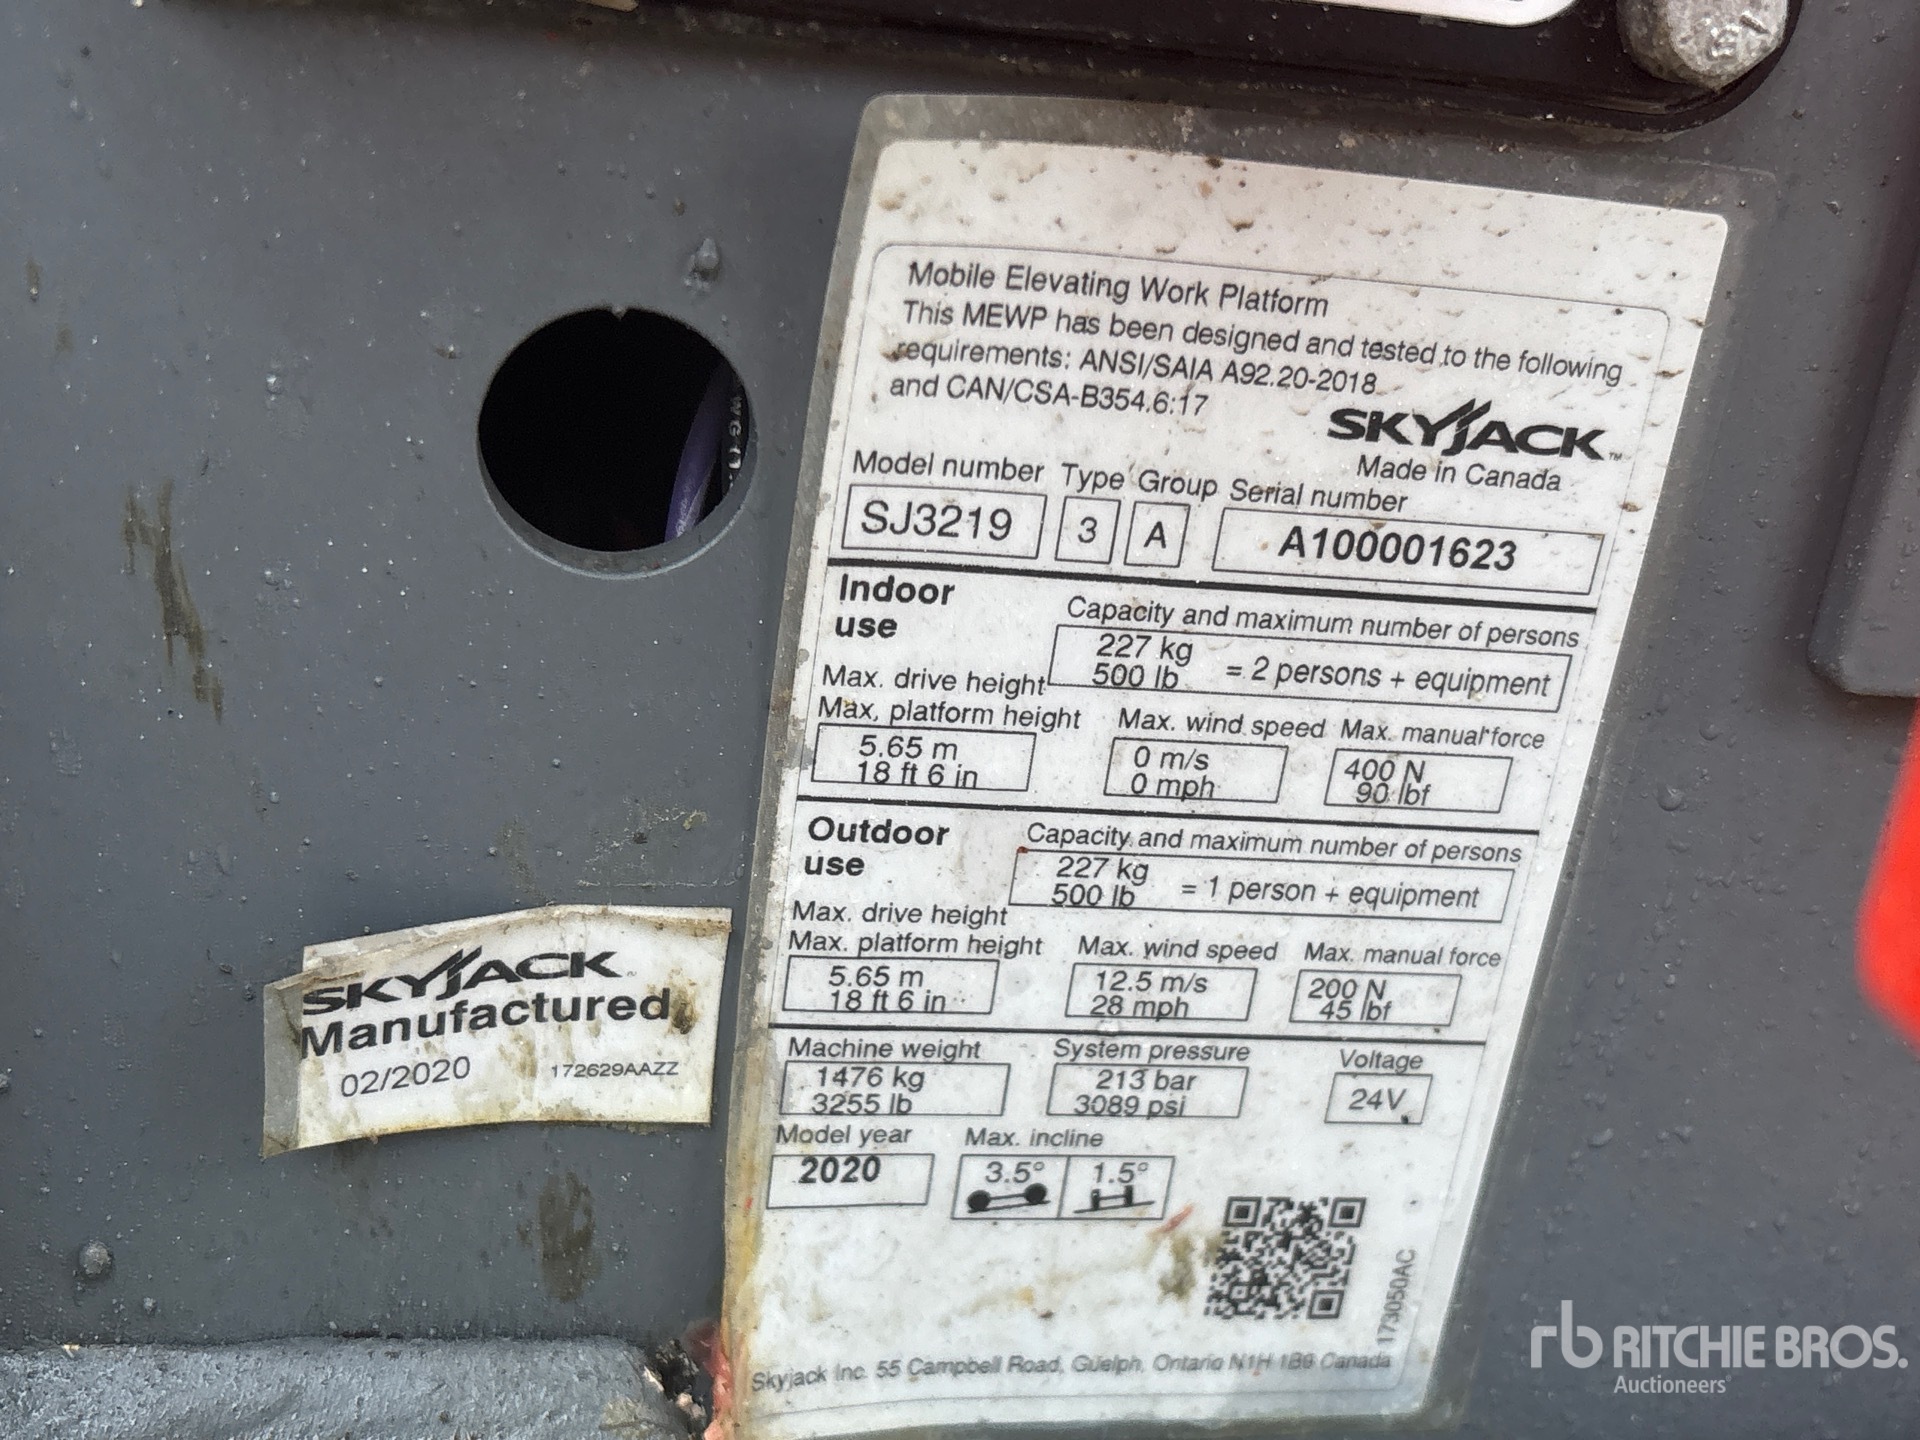 Mobile Elevating Work Platform
This MEWP has been designed and tested to the following
requirements: ANSI/SAIA A92.20-2018
and CAN/CSA-B354.6:17
SKYJACK™
Made in Canada
Model number Type Group Serial number
SJ3219 3 A A100001623
Indoor
use
Capacity and maximum number of persons
227 kg
500 lb = 2 persons + equipment
Max. drive height
Max. platform height Max. wind speed Max. manual force
5.65 m 0 m/s 400 N
18 ft 6 in 0 mph 90 lbf
Outdoor
use
Capacity and maximum number of persons
227 kg
500 lb = 1 person + equipment
Max. drive height
Max. platform height Max. wind speed Max. manual force
5.65 m 12.5 m/s 200 N
18 ft 6 in 28 mph 45 lbf
Machine weight System pressure Voltage
1476 kg 213 bar 24V
3255 lb 3089 psi
Model year Max. incline
2020 3.5° 1.5°
173050AC
Skyjack Inc. 55 Campbell Road, Guelph, Ontario N1H 1B6 Canada
SKYJACK
Manufactured
02/2020 172629AAZZ
rb RITCHIE BROS.
Auctioneers